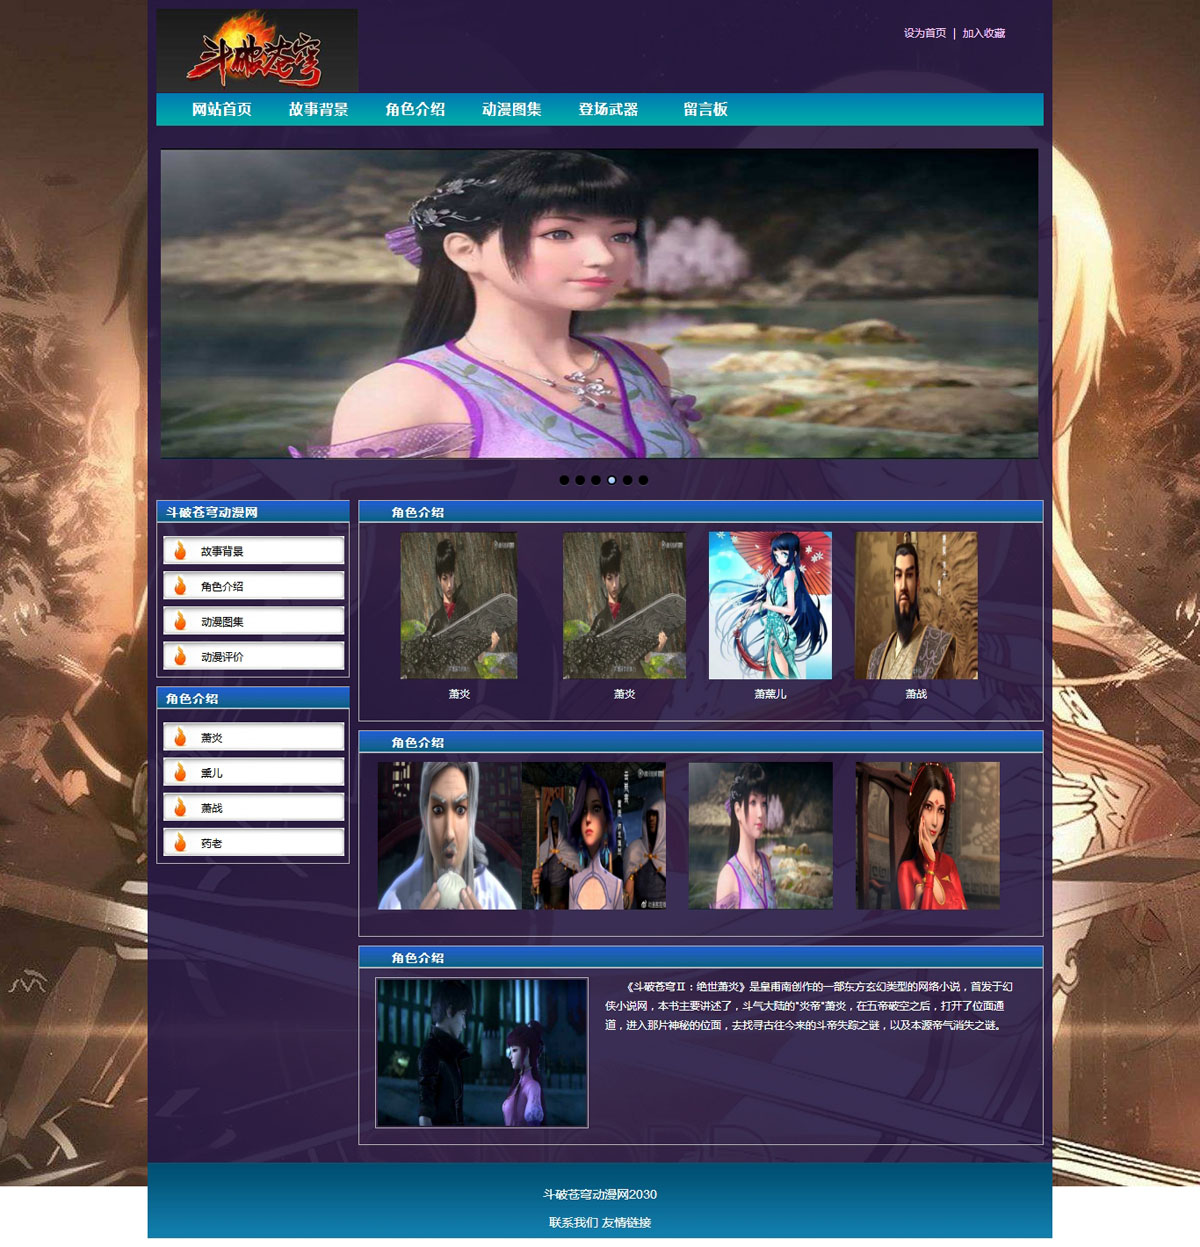 斗破苍穹
设为首页 | 加入收藏
网站首页 故事背景 角色介绍 动漫图集 登场武器 留言板
斗破苍穹动漫网
故事背景
角色介绍
动漫图集
动漫评价
角色介绍
萧炎
熏儿
萧战
药老
角色介绍
萧炎 萧炎 萧薰儿 萧战
角色介绍
角色介绍
《斗破苍穹Ⅱ：绝世萧炎》是皇甫南创作的一部东方玄幻类型的网络小说，首发于幻
侠小说网，本书主要讲述了，斗气大陆的"炎帝"萧炎，在五帝破空之后，打开了位面通
道，进入那片神秘的位面，去找寻古往今来的斗帝失踪之谜，以及本源帝气消失之谜。
斗破苍穹动漫网2030
联系我们 友情链接